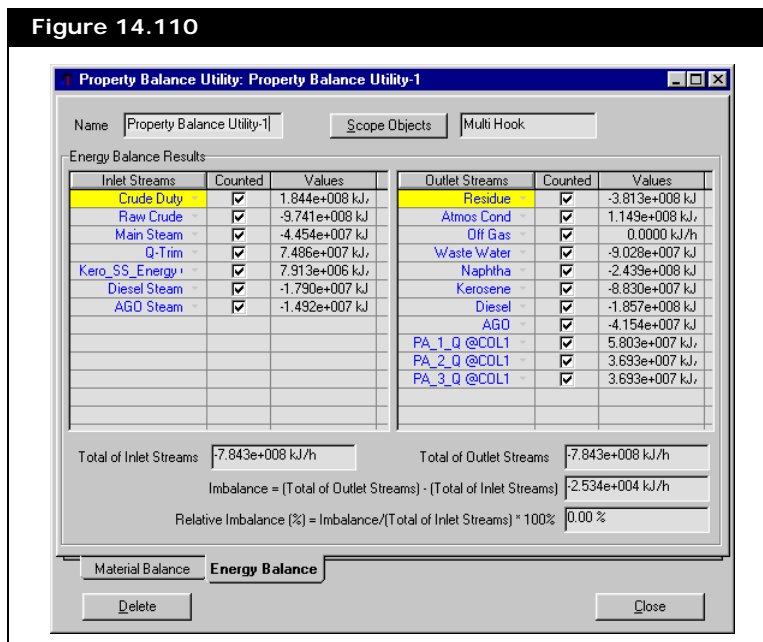 Figure 14.110
Property Balance Utility: Property Balance Utility-1
Name Property Balance Utility-1 Scope Objects Multi Hook
Energy Balance Results
Inlet Streams Counted Values Outlet Streams Counted Values
Crude Duty 1.844e+008 kJ/ Residue -3.813e+008 kJ
Raw Crude -9.741e+008 kJ Atmos Cond 1.149e+008 kJ/
Main Steam -4.454e+007 kJ Off Gas 0.0000 kJ/h
Q-Trim 7.486e+007 kJ/ Waste Water -9.028e+007 kJ
Kero_SS_Energy 7.913e+006 kJ/ Naphtha -2.439e+008 kJ
Diesel Steam -1.790e+007 kJ Kerosene -8.830e+007 kJ
AGO Steam -1.492e+007 kJ Diesel -1.857e+008 kJ
AGO -4.154e+007 kJ
PA_1_Q @COL1 5.803e+007 kJ/
PA_2_Q @COL1 3.693e+007 kJ/
PA_3_Q @COL1 3.693e+007 kJ/
Total of Inlet Streams -7.843e+008 kJ/h Total of Outlet Streams -7.843e+008 kJ/h
Imbalance = (Total of Outlet Streams) - (Total of Inlet Streams) -2.534e+004 kJ/h
Relative Imbalance (%) = Imbalance/(Total of Inlet Streams) * 100% 0.00 %
Material Balance Energy Balance
Delete Close